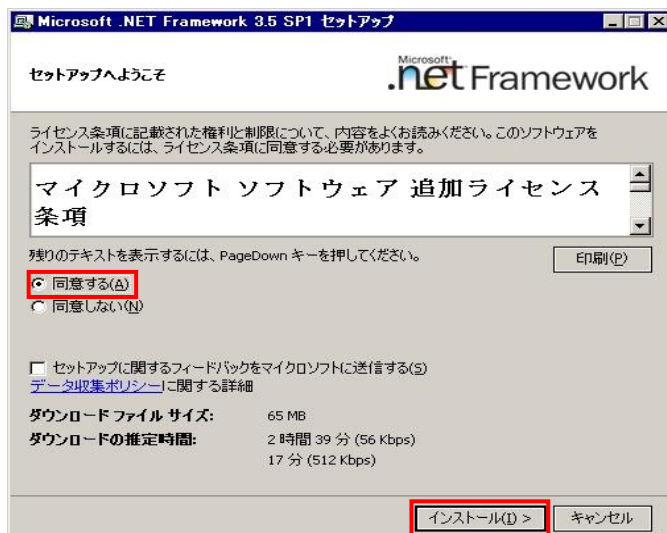 Microsoft .NET Framework 3.5 SP1 セットアップ
セットアップへようこそ
Microsoft
.net Framework
ライセンス条項に記載された権利と制限について、内容をよくお読みください。このソフトウェアを
インストールするには、ライセンス条項に同意する必要があります。
マイクロソフト ソフトウェア 追加ライセンス
条項
残りのテキストを表示するには、PageDown キーを押してください。
印刷(P)
同意する(A)
同意しない(N)
セットアップに関するフィードバックをマイクロソフトに送信する(S)
データ収集ポリシーに関する詳細
ダウンロード ファイル サイズ: 65 MB
ダウンロードの推定時間: 2 時間 39 分 (56 Kbps)
17 分 (512 Kbps)
インストール(I) >
キャンセル